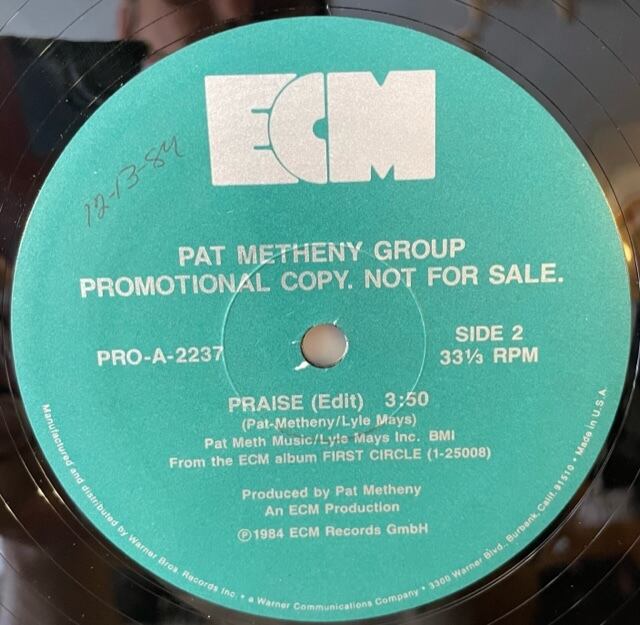 ECM
12-13-84
PAT METHENY GROUP
PROMOTIONAL COPY. NOT FOR SALE.
PRO-A-2237
SIDE 2
33⅓ RPM
PRAISE (Edit) 3:50
(Pat-Metheny/Lyle Mays)
Pat Meth Music/Lyle Mays Inc. BMI
From the ECM album FIRST CIRCLE (1-25008)
Produced by Pat Metheny
An ECM Production
℗1984 ECM Records GmbH
Manufactured and distributed by Warner Bros. Records Inc. • a Warner Communications Company • 3300 Warner Blvd., Burbank, Calif. 91510 • Made in U.S.A.